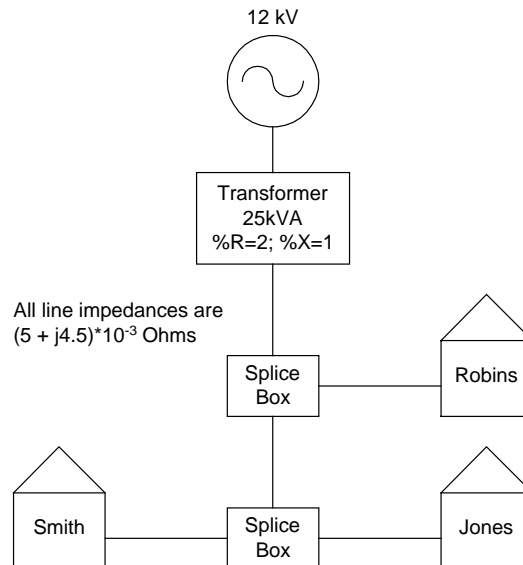 12 kV
Transformer
25kVA
%R=2; %X=1
All line impedances are
(5 + j4.5)*10⁻³ Ohms
Splice
Box
Robins
Smith
Splice
Box
Jones